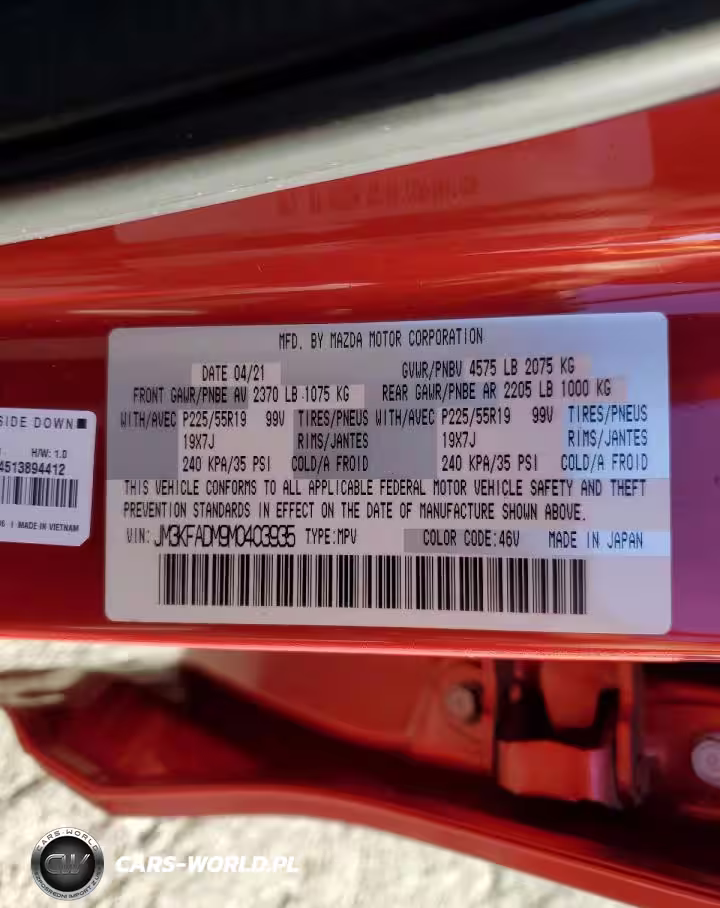 MFD. BY MAZDA MOTOR CORPORATION
DATE 04/21
GVWR/PNBV 4575 LB 2075 KG
FRONT GAWR/PNBE AV 2370 LB 1075 KG
REAR GAWR/PNBE AR 2205 LB 1000 KG
WITH/AVEC P225/55R19 99V TIRES/PNEUS WITH/AVEC P225/55R19 99V TIRES/PNEUS
19X7J RIMS/JANTES 19X7J RIMS/JANTES
240 KPA/35 PSI COLD/A FROID 240 KPA/35 PSI COLD/A FROID
THIS VEHICLE CONFORMS TO ALL APPLICABLE FEDERAL MOTOR VEHICLE SAFETY AND THEFT
PREVENTION STANDARDS IN EFFECT ON THE DATE OF MANUFACTURE SHOWN ABOVE.
VIN: JM3KFADM9M0403935 TYPE:MPV COLOR CODE:46V MADE IN JAPAN
SIDE DOWN
H/W: 1.0
4513894412
MADE IN VIETNAM
CARS-WORLD
CW
CARS-WORLD.PL